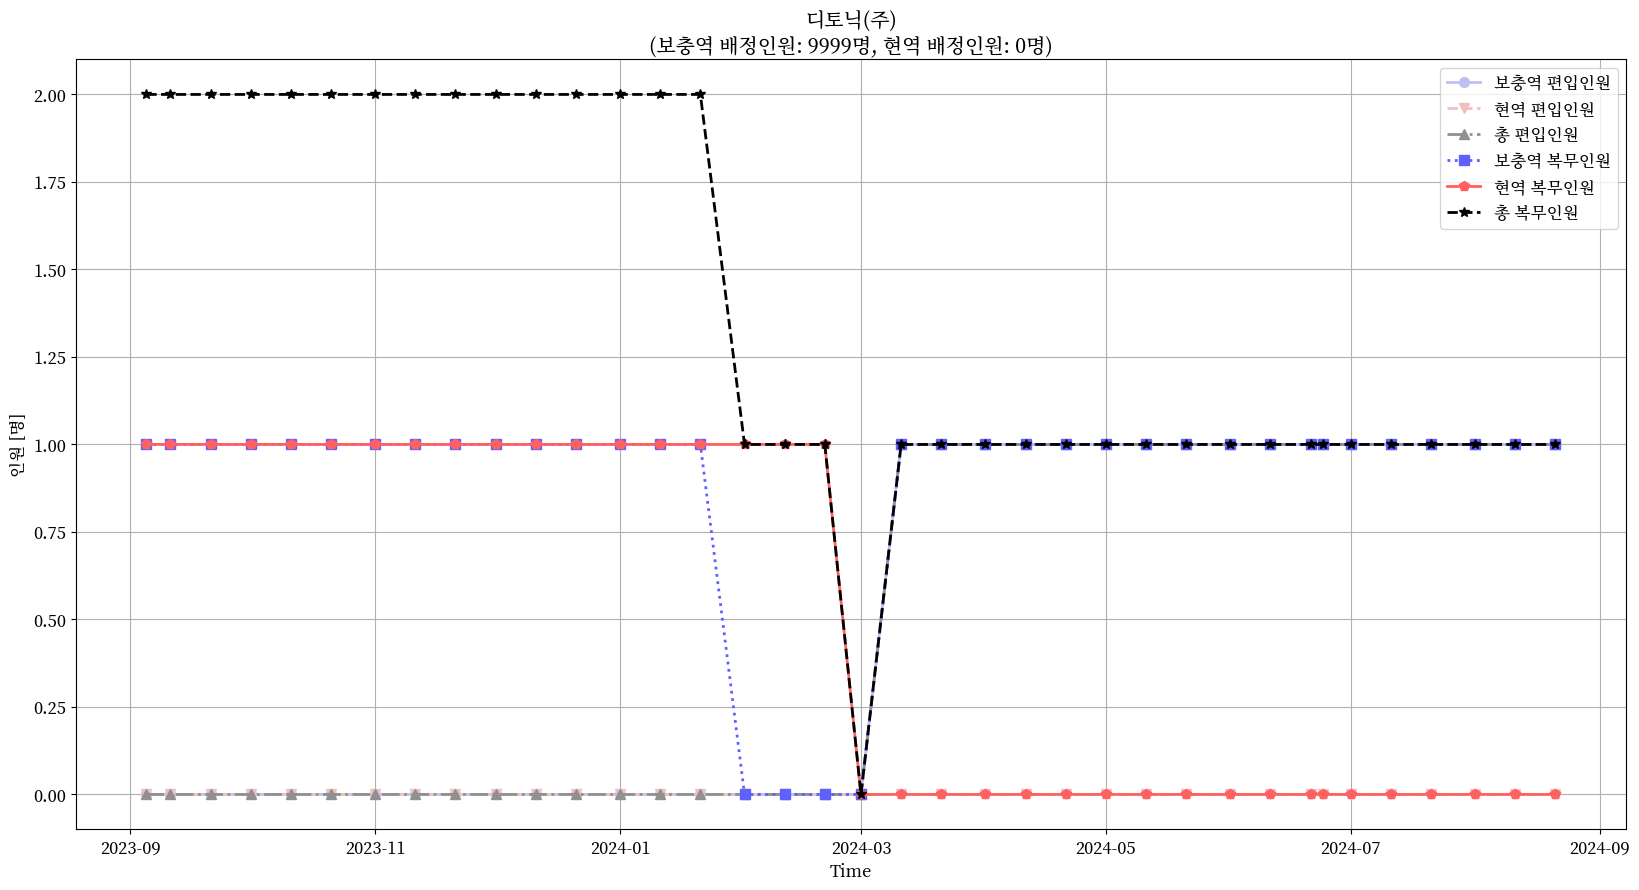 디토닉(주)
(보충역 배정인원: 9999명, 현역 배정인원: 0명)
보충역 편입인원
현역 편입인원
총 편입인원
보충역 복무인원
현역 복무인원
총 복무인원
2.00
1.75
1.50
1.25
1.00
0.75
0.50
0.25
0.00
인원 [명]
2023-09
2023-11
2024-01
2024-03
2024-05
2024-07
2024-09
Time